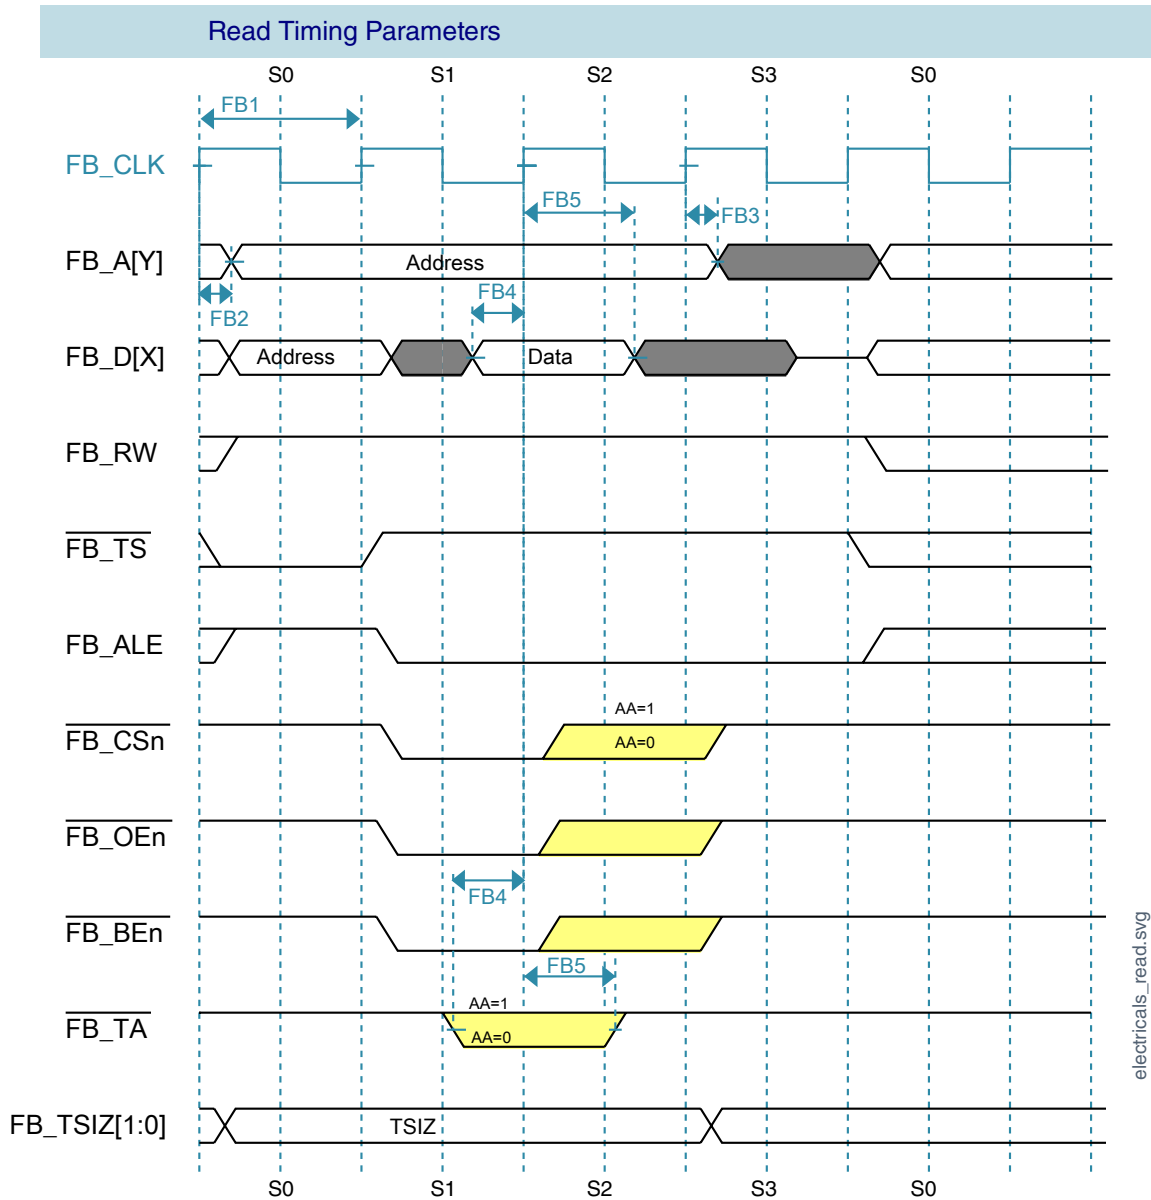 Read Timing Parameters
S0 S1 S2 S3 S0
FB1
FB_CLK
FB5
FB3
FB_A[Y]
Address
FB4
FB2
FB_D[X]
Address
Data
FB_RW
FB_TS
FB_ALE
AA=1
FB_CSn
AA=0
FB_OEn
FB4
FB_BEn
FB5
AA=1
FB_TA
AA=0
FB_TSIZ[1:0]
TSIZ
S0 S1 S2 S3 S0
electricals_read.svg